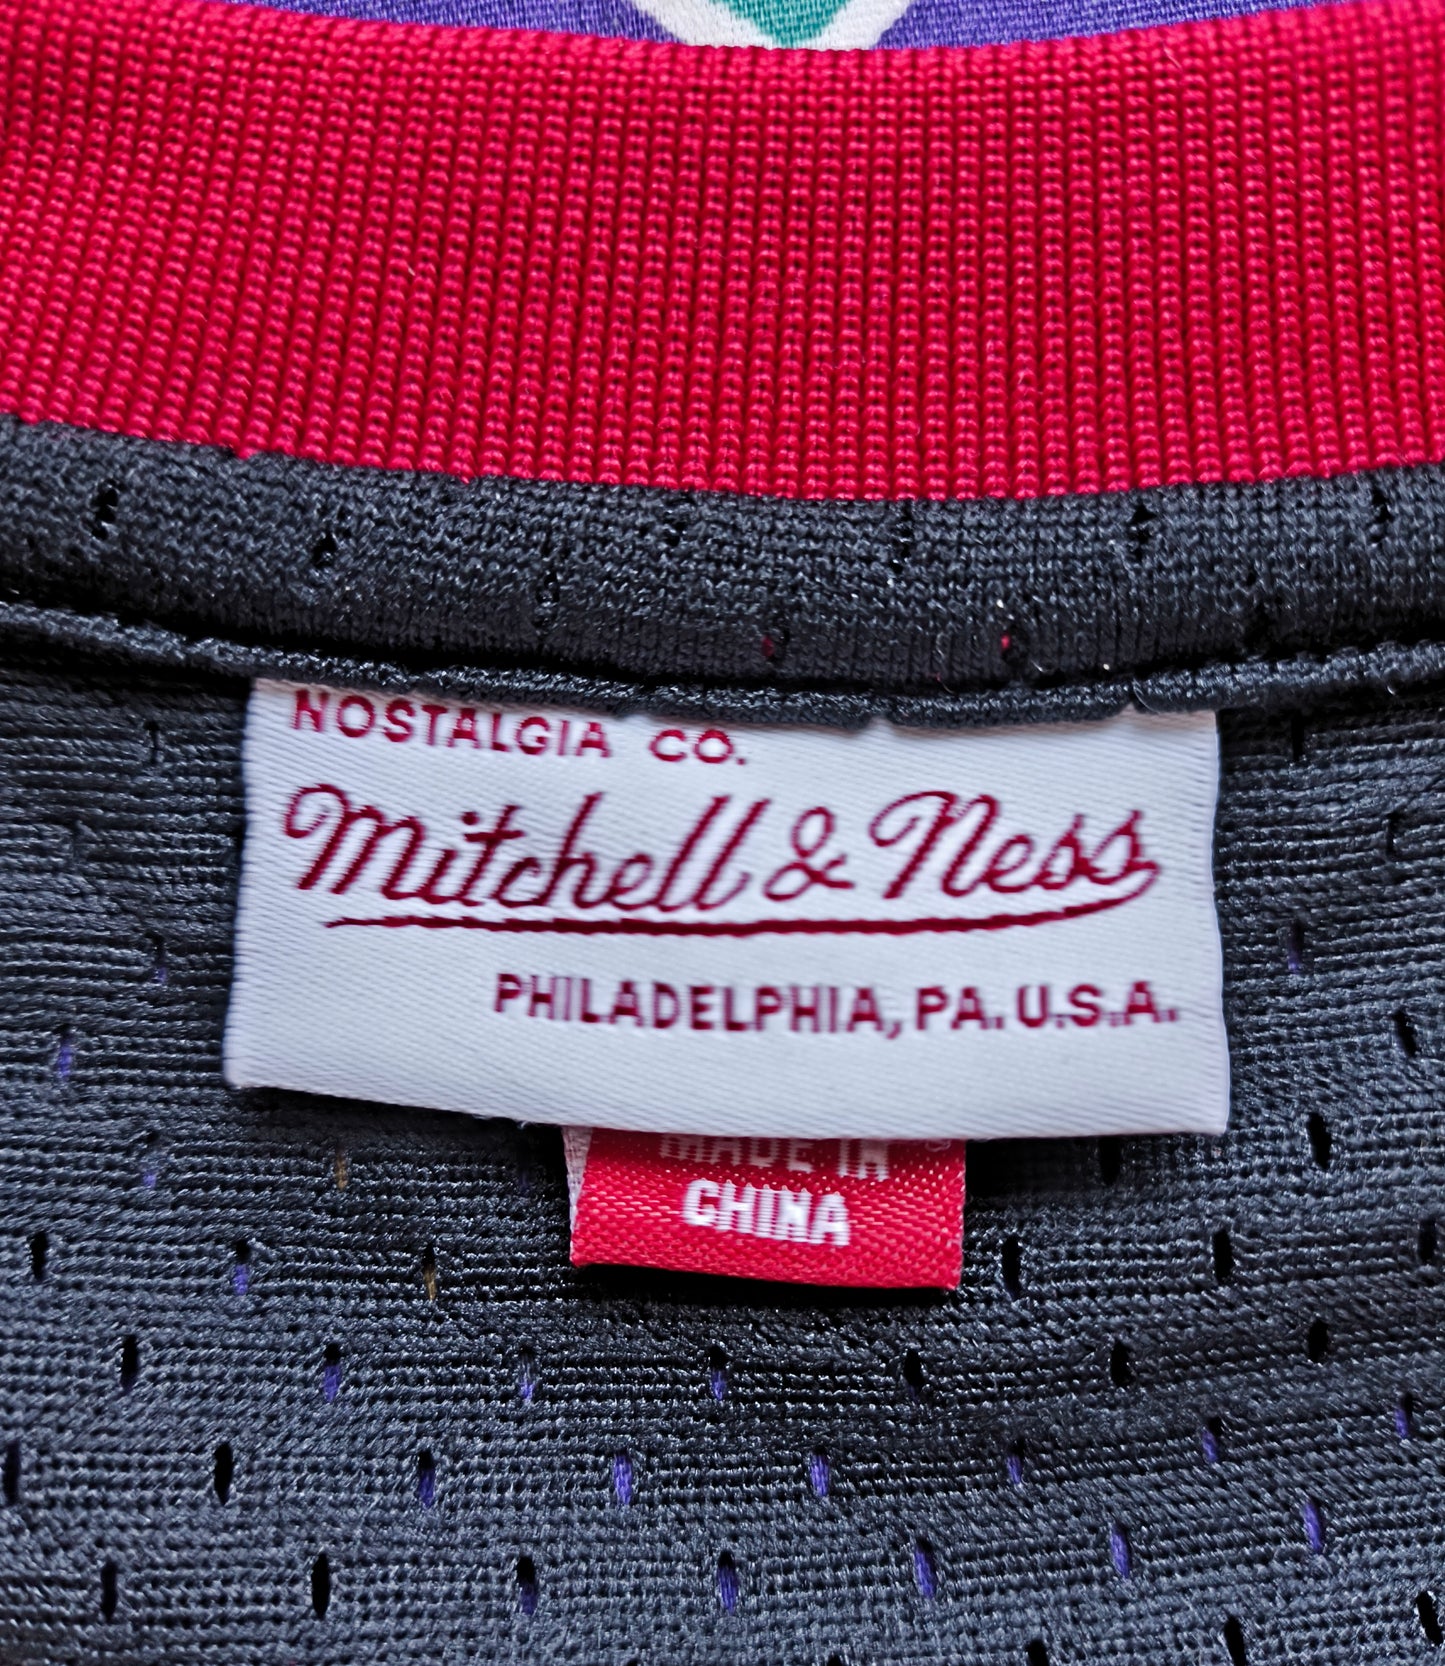 NOSTALGIA CO.
Mitchell & Ness
PHILADELPHIA, PA. U.S.A.
MADE IN
CHINA